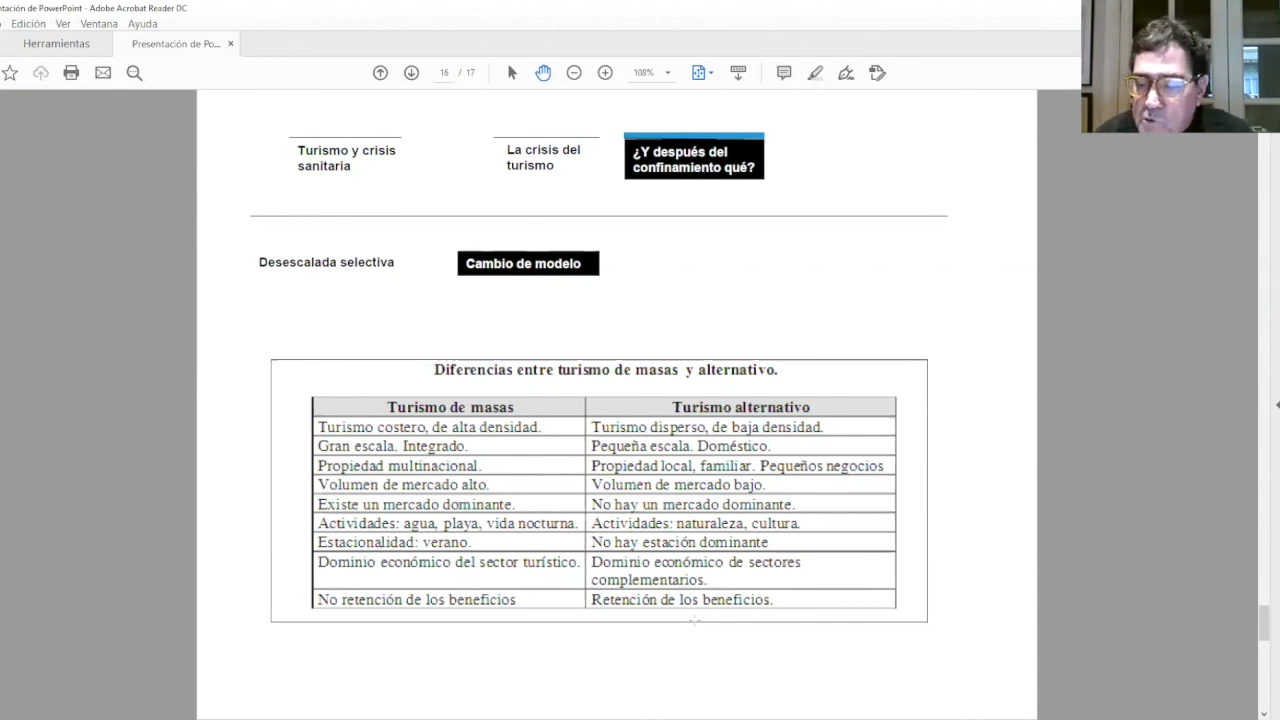 ntación de PowerPoint - Adobe Acrobat Reader DC
Edición Ver Ventana Ayuda
Herramientas
Presentación de Po...
16 / 17
108%
Turismo y crisis
sanitaria
La crisis del
turismo
¿Y después del
confinamiento qué?
Desescalada selectiva
Cambio de modelo
Diferencias entre turismo de masas y alternativo.
Turismo de masas
Turismo alternativo
Turismo costero, de alta densidad.
Turismo disperso, de baja densidad.
Gran escala. Integrado.
Pequeña escala. Doméstico.
Propiedad multinacional.
Propiedad local, familiar. Pequeños negocios
Volumen de mercado alto.
Volumen de mercado bajo.
Existe un mercado dominante.
No hay un mercado dominante.
Actividades: agua, playa, vida nocturna.
Actividades: naturaleza, cultura.
Estacionalidad: verano.
No hay estación dominante
Dominio económico del sector turístico.
Dominio económico de sectores
complementarios.
No retención de los beneficios
Retención de los beneficios.